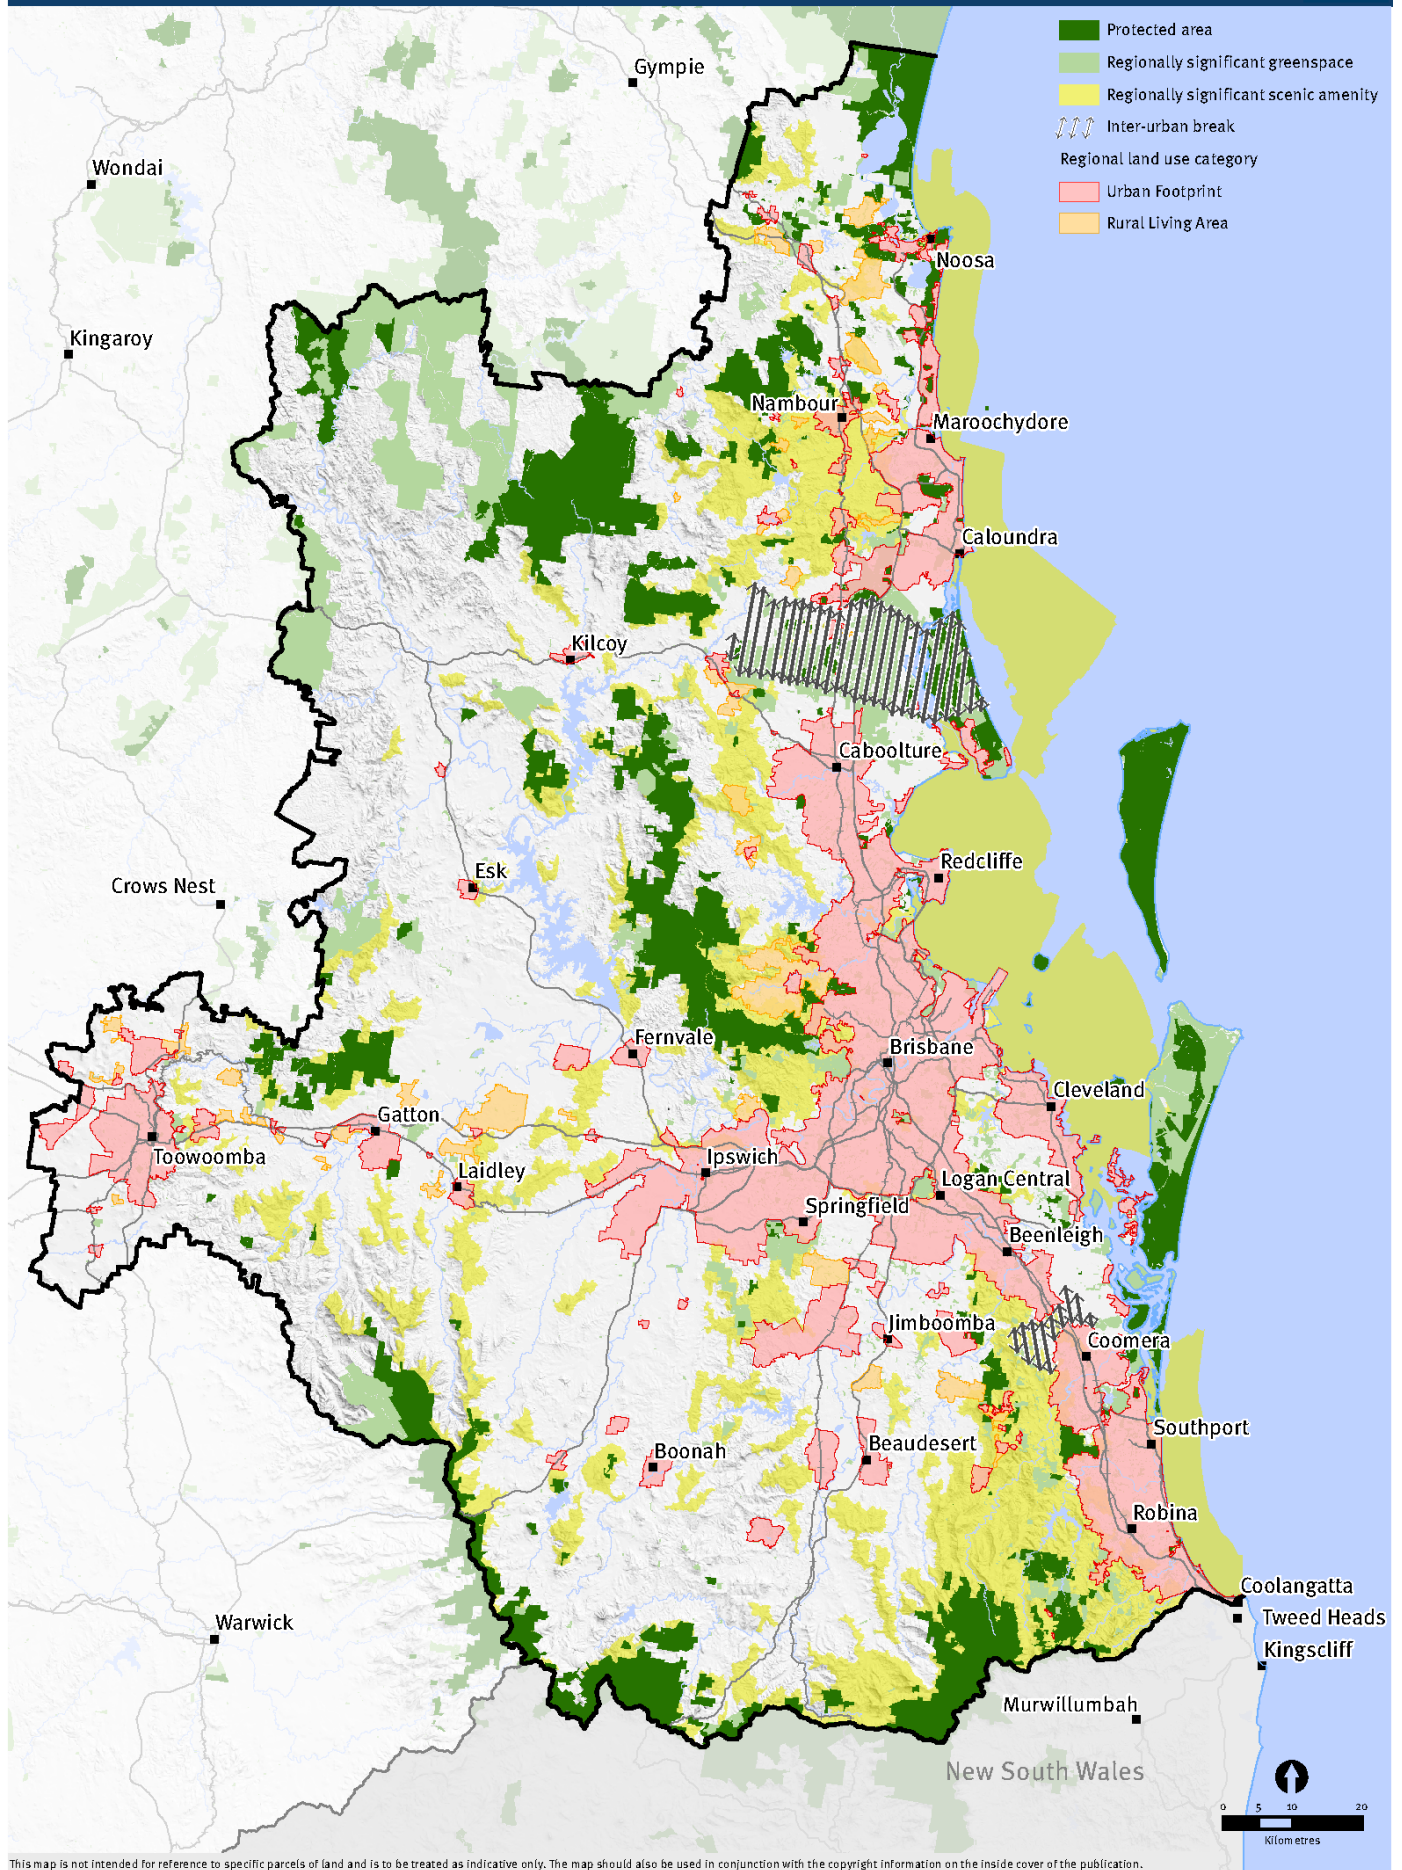 Protected area
Regionally significant greenspace
Regionally significant scenic amenity
Inter-urban break
Regional land use category
Urban Footprint
Rural Living Area
Gympie
Wondai
Noosa
Kingaroy
Nambour
Maroochydore
Caloundra
Kilcoy
Caboolture
Redcliffe
Esk
Crows Nest
Fernvale
Brisbane
Cleveland
Gatton
Toowoomba
Ipswich
Laidley
Logan Central
Springfield
Beenleigh
Jimboomba
Coomera
Southport
Boonah
Beaudesert
Robina
Coolangatta
Tweed Heads
Warwick
Kingscliff
Murwillumbah
New South Wales
0 5 10 20
Kilometres
This map is not intended for reference to specific parcels of land and is to be treated as indicative only. The map should also be used in conjunction with the copyright information on the inside cover of the publication.